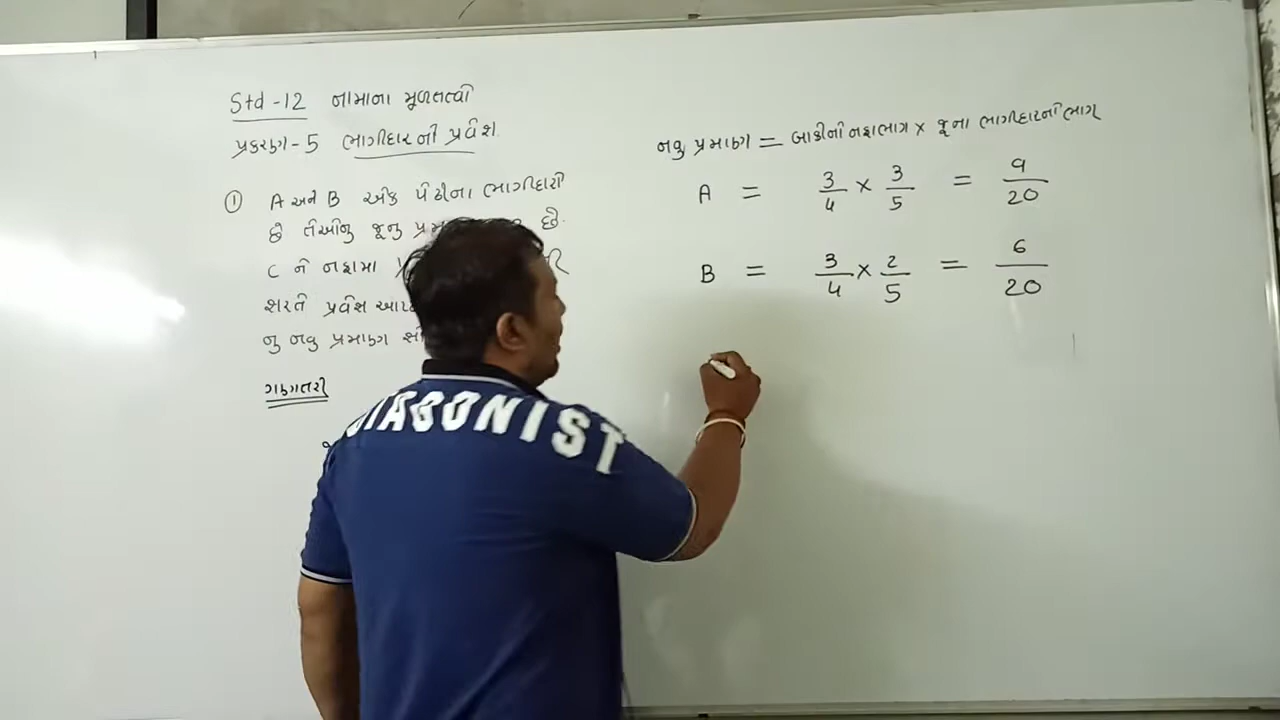 Std -12 નામાના મૂળતત્વો
પ્રકરણ - 5 ભાગીદારની પ્રવેશ
① A અને B એક પેઢીના ભાગીદારો
છે તેઓનુ જૂનુ છે.
C ને નફામા
શરતે પ્રવેશ
નુ નવુ પ્રમાણ
ગણતરી
નવુ પ્રમાણ = બાકીનો નફાભાગ × જૂના ભાગીદારનો ભાગ
A = 3/4 × 3/5 = 9/20
B = 3/4 × 2/5 = 6/20
DIAGONIST